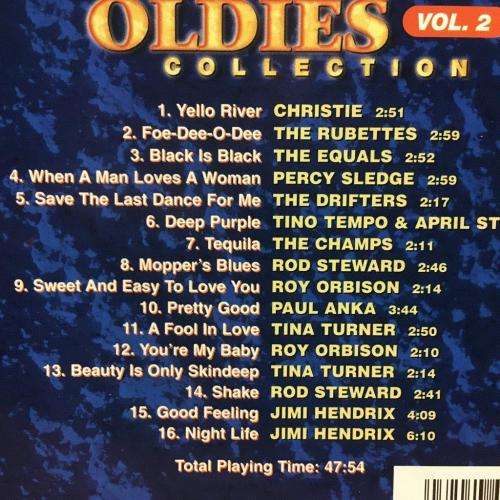 OLDIES VOL. 2
COLLECTION
1. Yello River CHRISTIE 2:51
2. Foe-Dee-O-Dee THE RUBETTES 2:59
3. Black Is Black THE EQUALS 2:52
4. When A Man Loves A Woman PERCY SLEDGE 2:59
5. Save The Last Dance For Me THE DRIFTERS 2:17
6. Deep Purple TINO TEMPO & APRIL ST
7. Tequila THE CHAMPS 2:11
8. Mopper's Blues ROD STEWARD 2:46
9. Sweet And Easy To Love You ROY ORBISON 2:14
10. Pretty Good PAUL ANKA 3:44
11. A Fool In Love TINA TURNER 2:50
12. You're My Baby ROY ORBISON 2:10
13. Beauty Is Only Skindeep TINA TURNER 2:14
14. Shake ROD STEWARD 2:41
15. Good Feeling JIMI HENDRIX 4:09
16. Night Life JIMI HENDRIX 6:10
Total Playing Time: 47:54